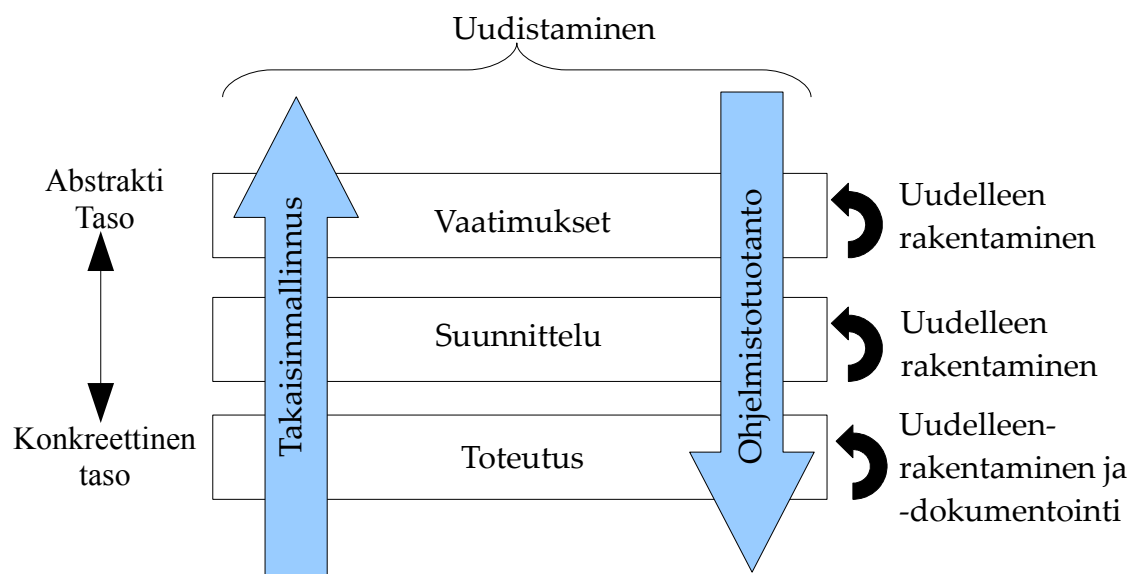 Uudistaminen
Abstrakti
Taso
Konkreettinen
taso
Takaisinmallinnus
Vaatimukset
Suunnittelu
Toteutus
Ohjelmistotuotanto
Uudelleen
rakentaminen
Uudelleen
rakentaminen
Uudelleen-
rakentaminen ja
-dokumentointi